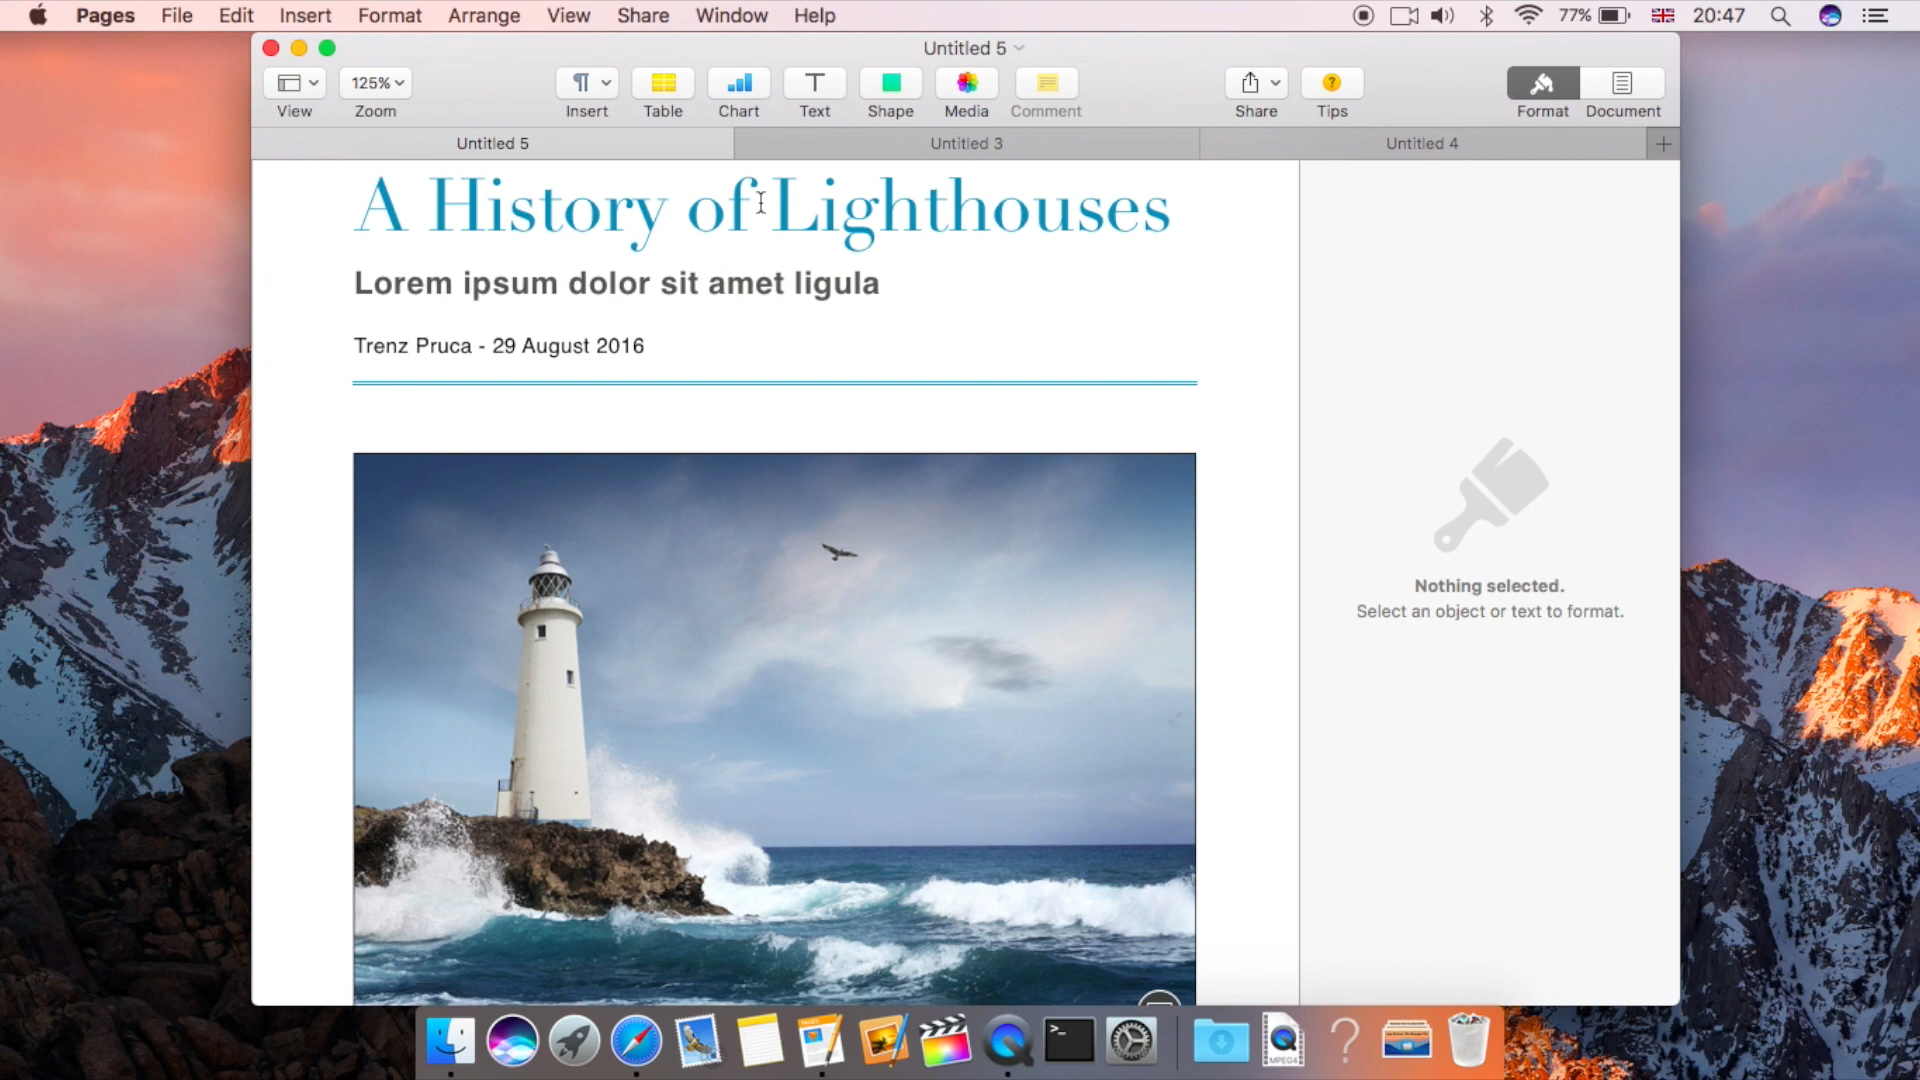 Pages File Edit Insert Format Arrange View Share Window Help 77% 20:47
Untitled 5
125%
View Zoom Insert Table Chart Text Shape Media Comment Share Tips Format Document
Untitled 5 Untitled 3 Untitled 4
A History of Lighthouses
Lorem ipsum dolor sit amet ligula
Trenz Pruca - 29 August 2016
Nothing selected.
Select an object or text to format.
MPEG4